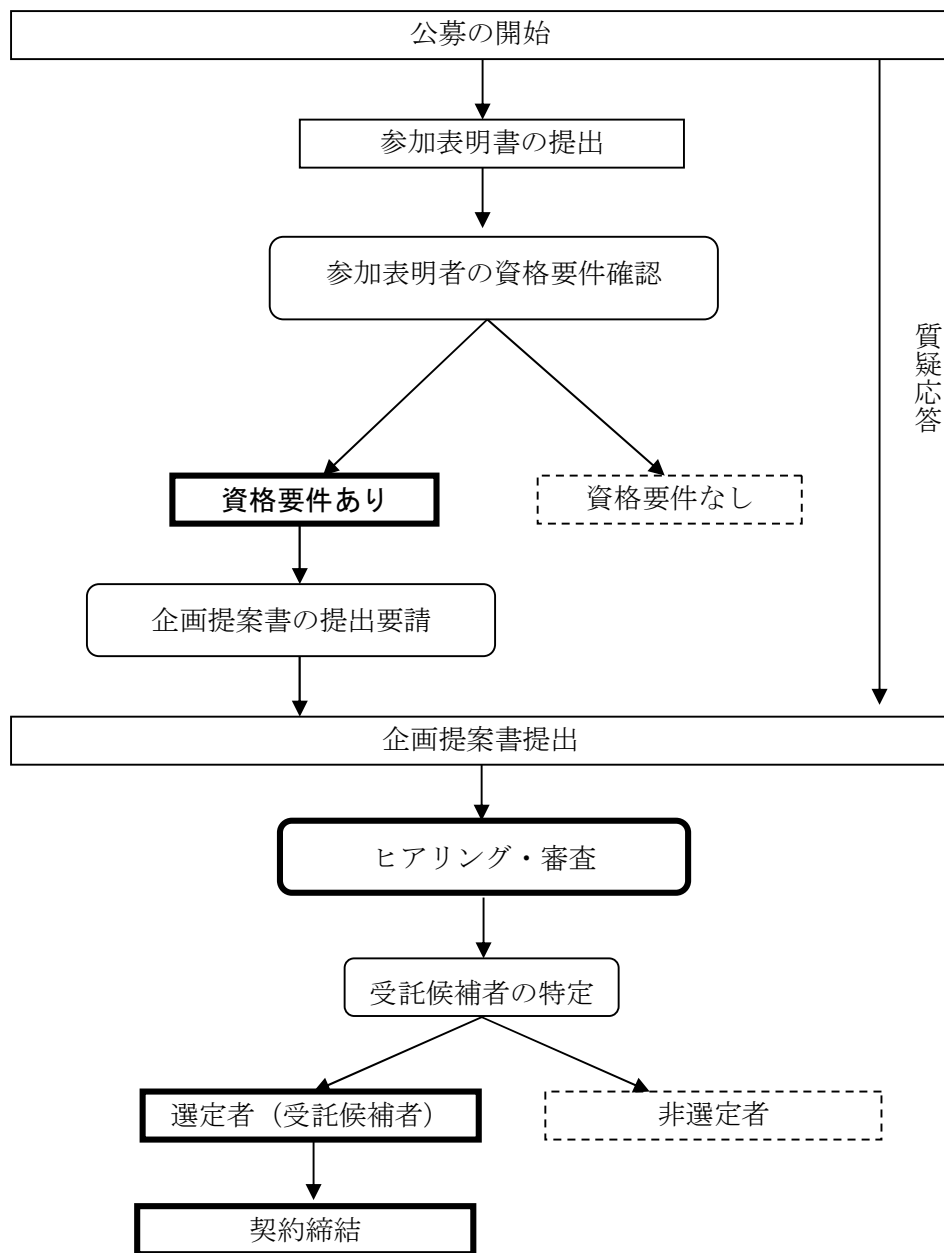 公募の開始
参加表明書の提出
参加表明者の資格要件確認
質疑応答
資格要件あり
資格要件なし
企画提案書の提出要請
企画提案書提出
ヒアリング・審査
受託候補者の特定
選定者（受託候補者）
非選定者
契約締結